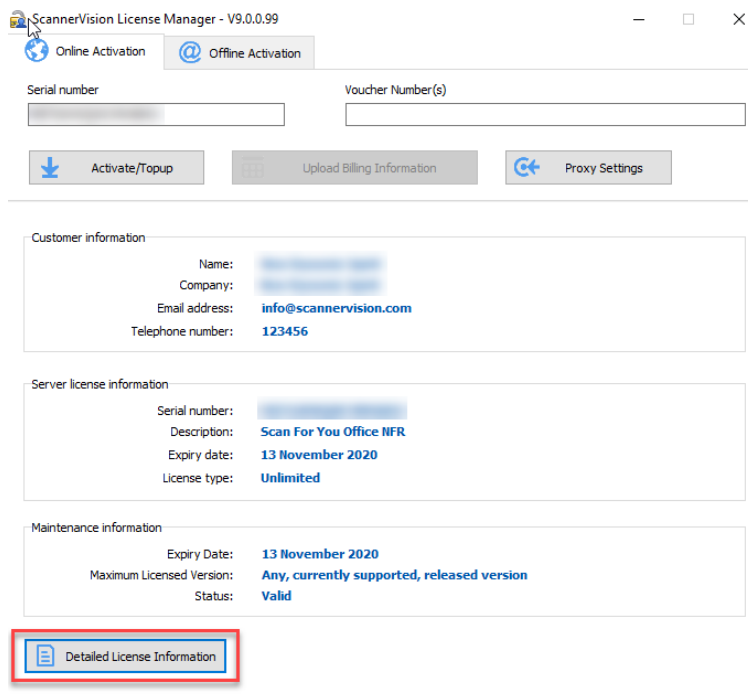 ScannerVision License Manager - V9.0.0.99
Online Activation
Offline Activation
Serial number
Voucher Number(s)
Activate/Topup
Upload Billing Information
Proxy Settings
Customer information
Name:
Company:
Email address: info@scannervision.com
Telephone number: 123456
Server license information
Serial number:
Description: Scan For You Office NFR
Expiry date: 13 November 2020
License type: Unlimited
Maintenance information
Expiry Date: 13 November 2020
Maximum Licensed Version: Any, currently supported, released version
Status: Valid
Detailed License Information